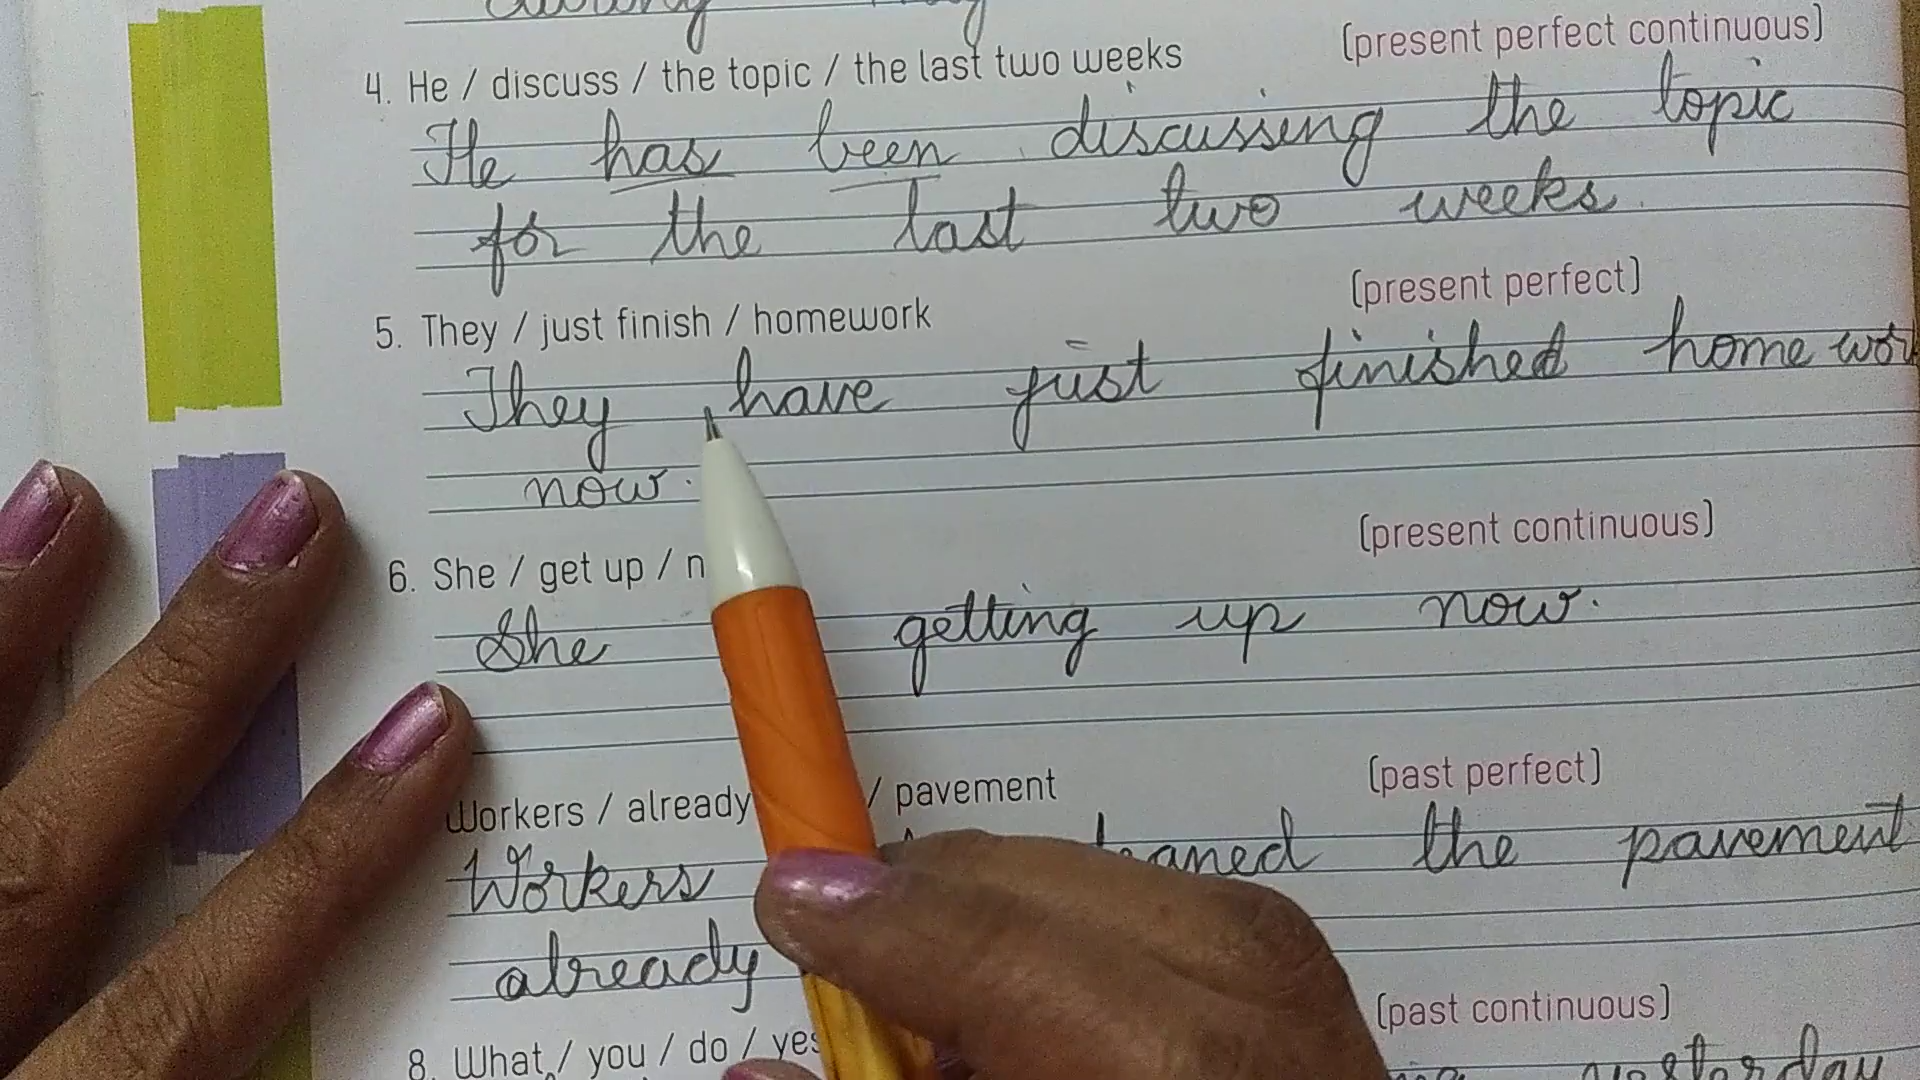 (present perfect continuous)
4. He / discuss / the topic / the last two weeks
He has been discussing the topic
for the last two weeks.
(present perfect)
5. They / just finish / homework
They have just finished home
now.
(present continuous)
6. She / get up /
She getting up now.
(past perfect)
Workers / already / pavement
Workers the pavement
already
(past continuous)
8. What / you / do /
yesterday